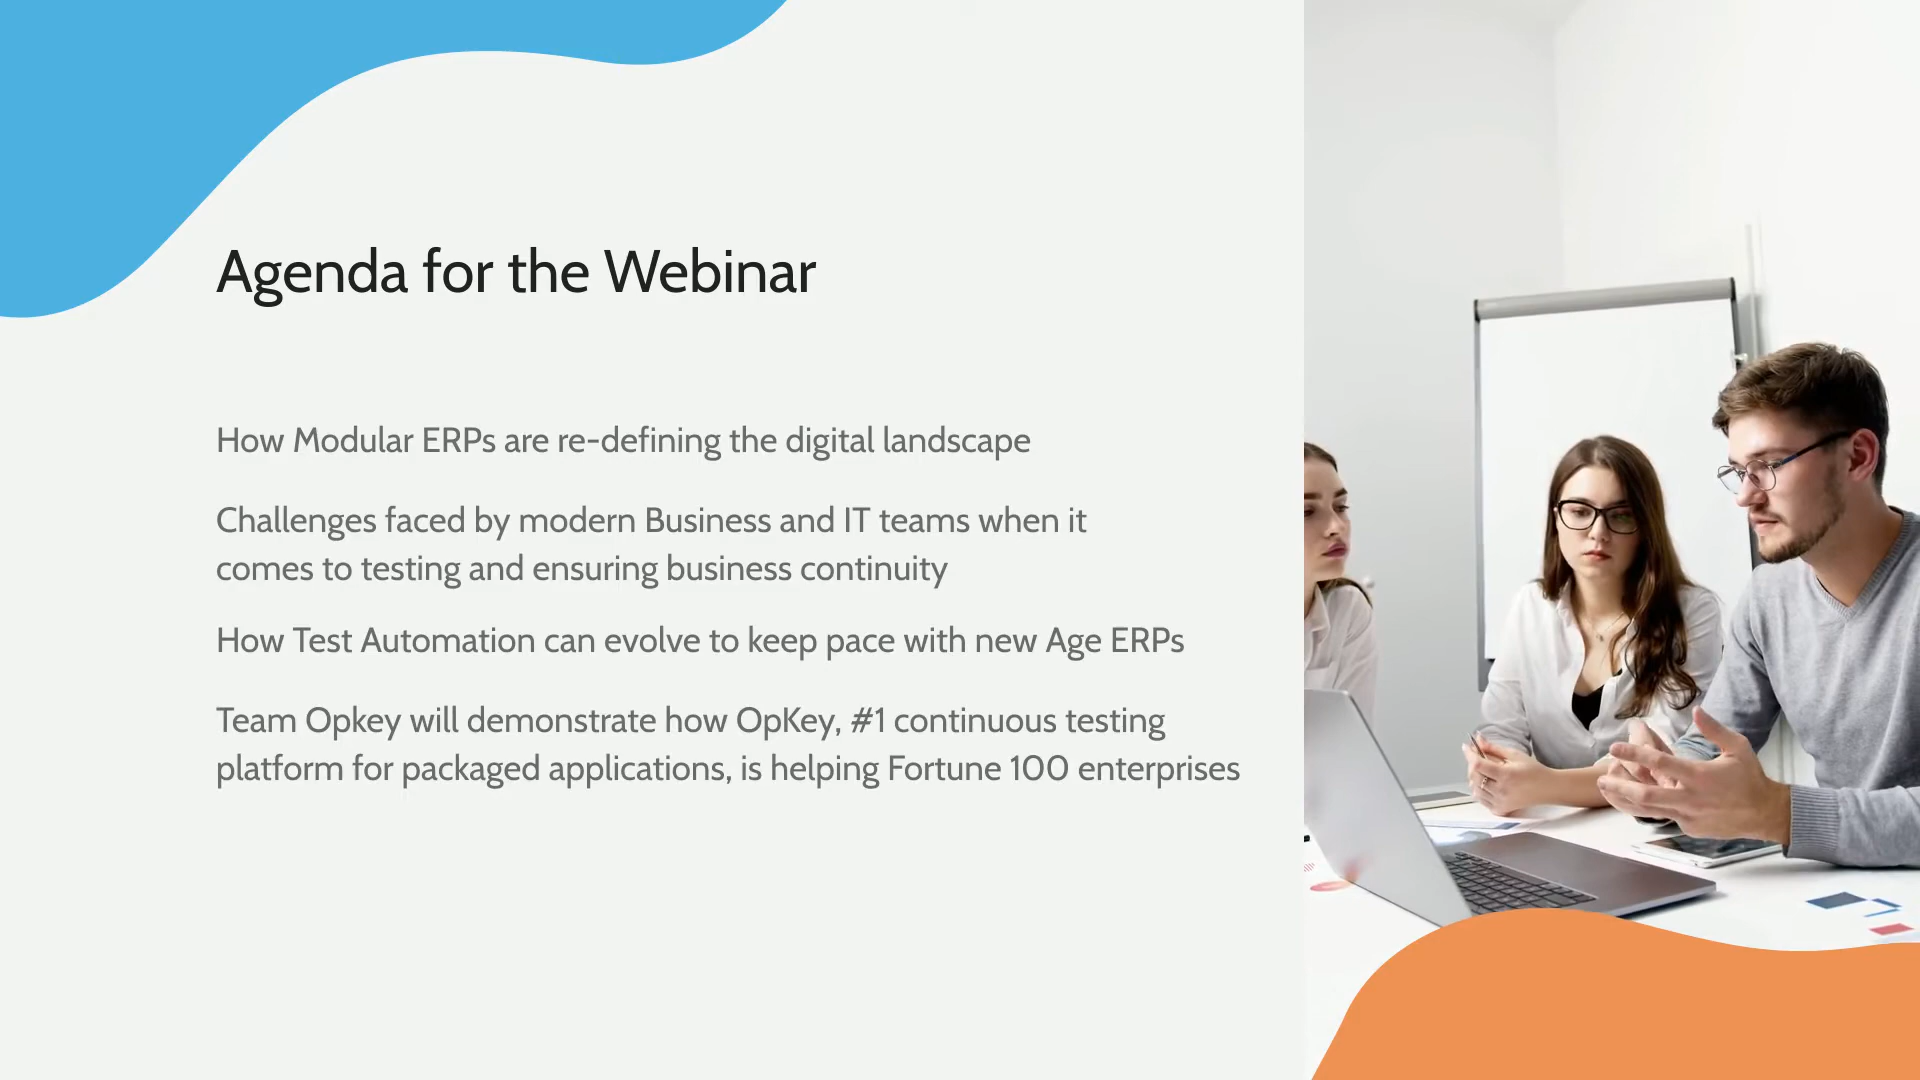 Agenda for the Webinar
How Modular ERPs are re-defining the digital landscape
Challenges faced by modern Business and IT teams when it
comes to testing and ensuring business continuity
How Test Automation can evolve to keep pace with new Age ERPs
Team Opkey will demonstrate how OpKey, #1 continuous testing
platform for packaged applications, is helping Fortune 100 enterprises